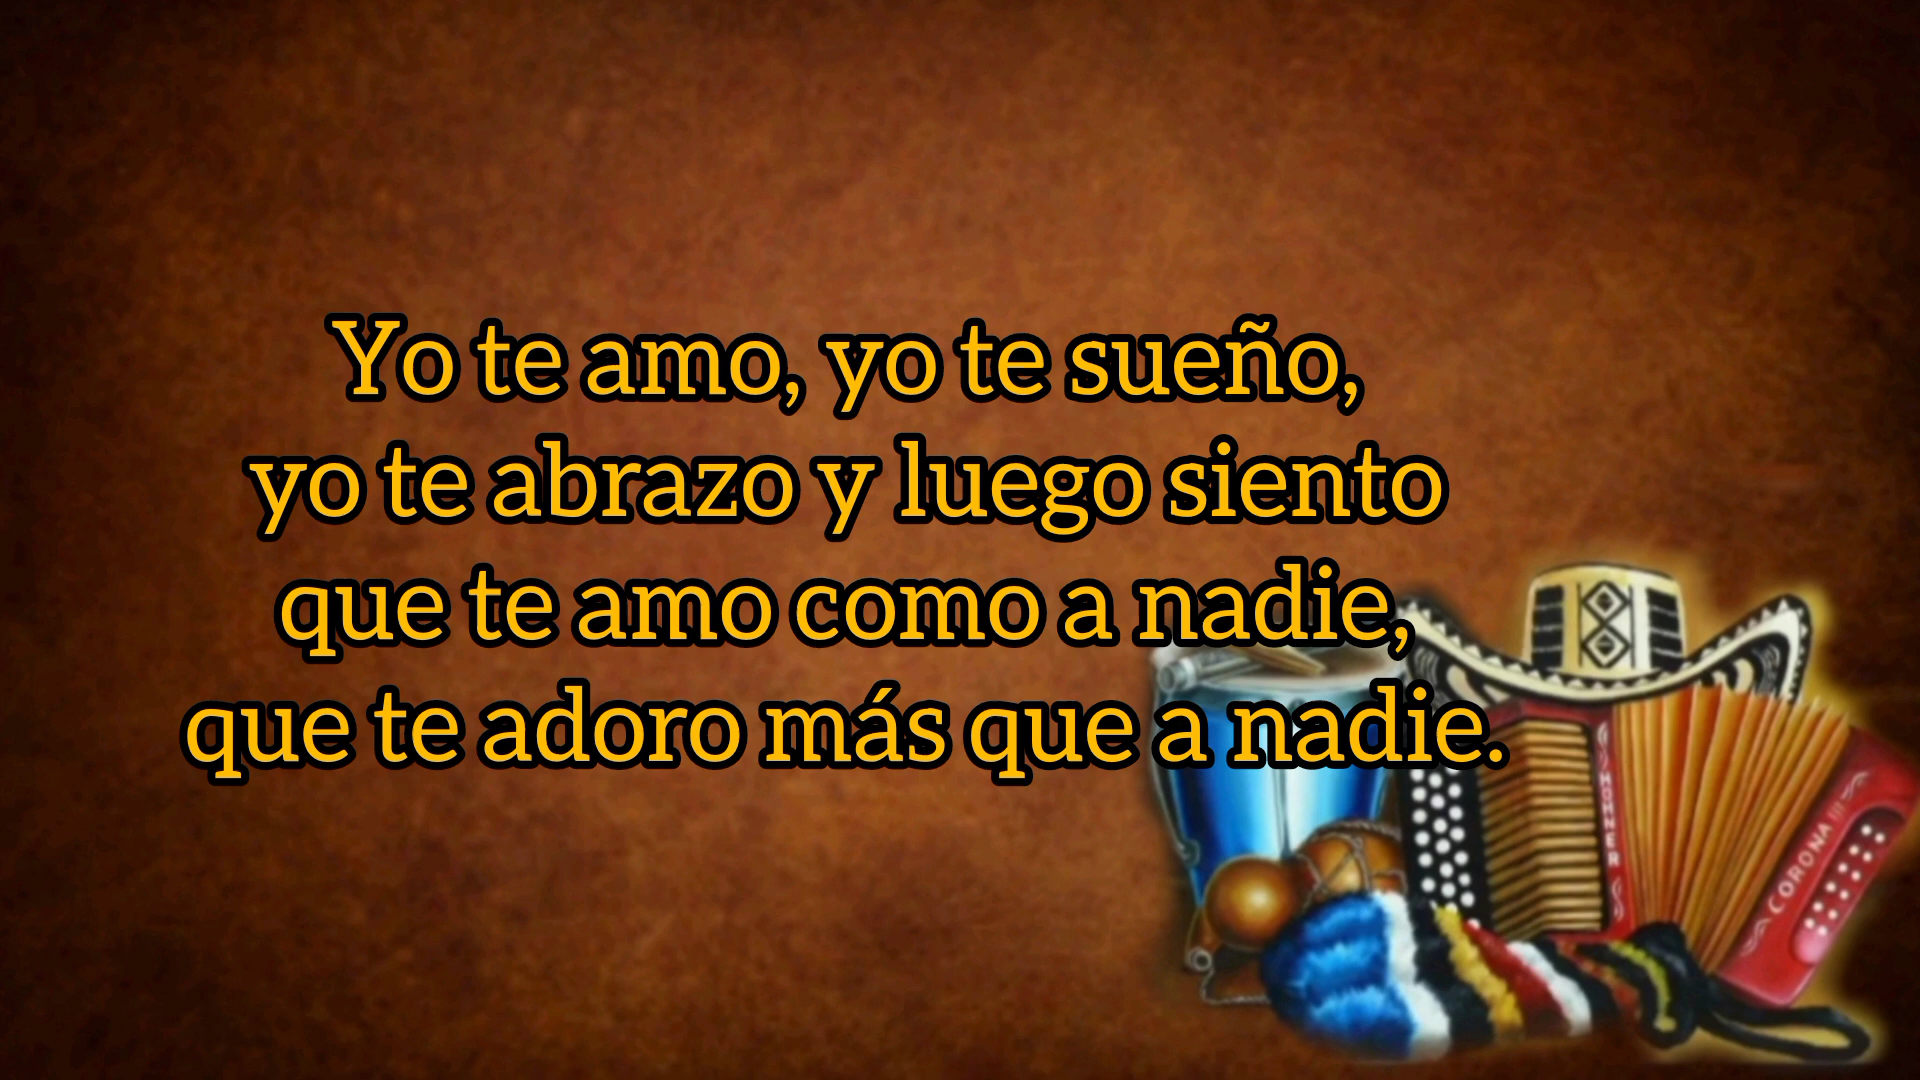 Yo te amo, yo te sueño,
yo te abrazo y luego siento
que te amo como a nadie,
que te adoro más que a nadie.
HOHNER
CORONA III